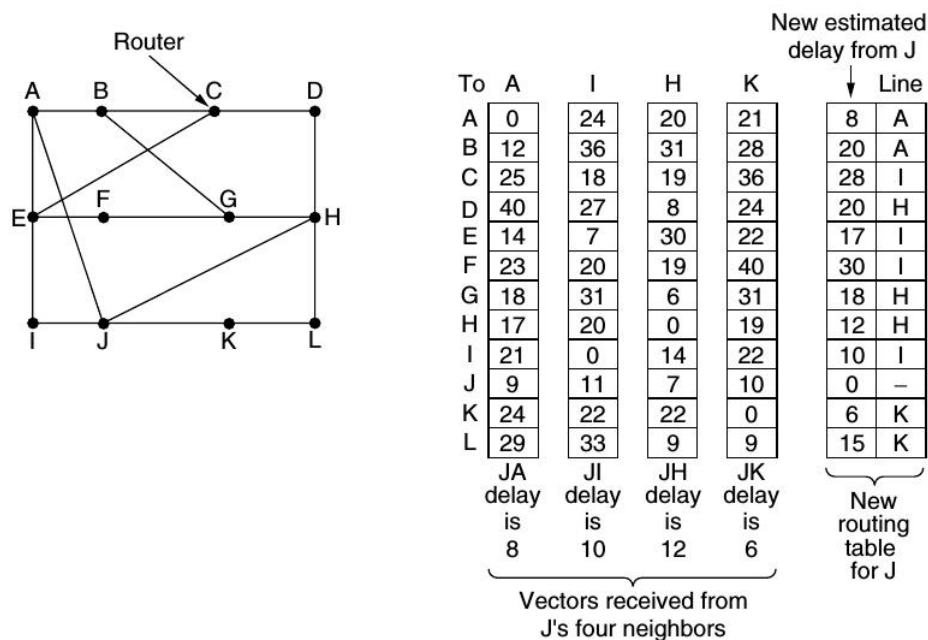 Router
A B C D
E F G H
I J K L
New estimated
delay from J
To A I H K Line
A 0 24 20 21 8 A
B 12 36 31 28 20 A
C 25 18 19 36 28 I
D 40 27 8 24 20 H
E 14 7 30 22 17 I
F 23 20 19 40 30 I
G 18 31 6 31 18 H
H 17 20 0 19 12 H
I 21 0 14 22 10 I
J 9 11 7 10 0 –
K 24 22 22 0 6 K
L 29 33 9 9 15 K
JA JI JH JK
delay delay delay delay
is is is is
8 10 12 6
New
routing
table
for J
Vectors received from
J's four neighbors